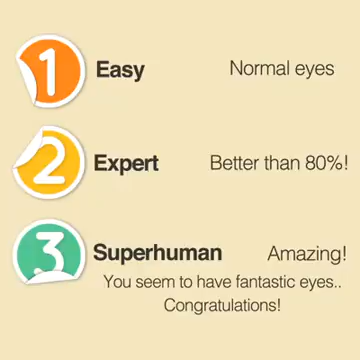 1 Easy Normal eyes
2 Expert Better than 80%!
3 Superhuman Amazing!
You seem to have fantastic eyes..
Congratulations!